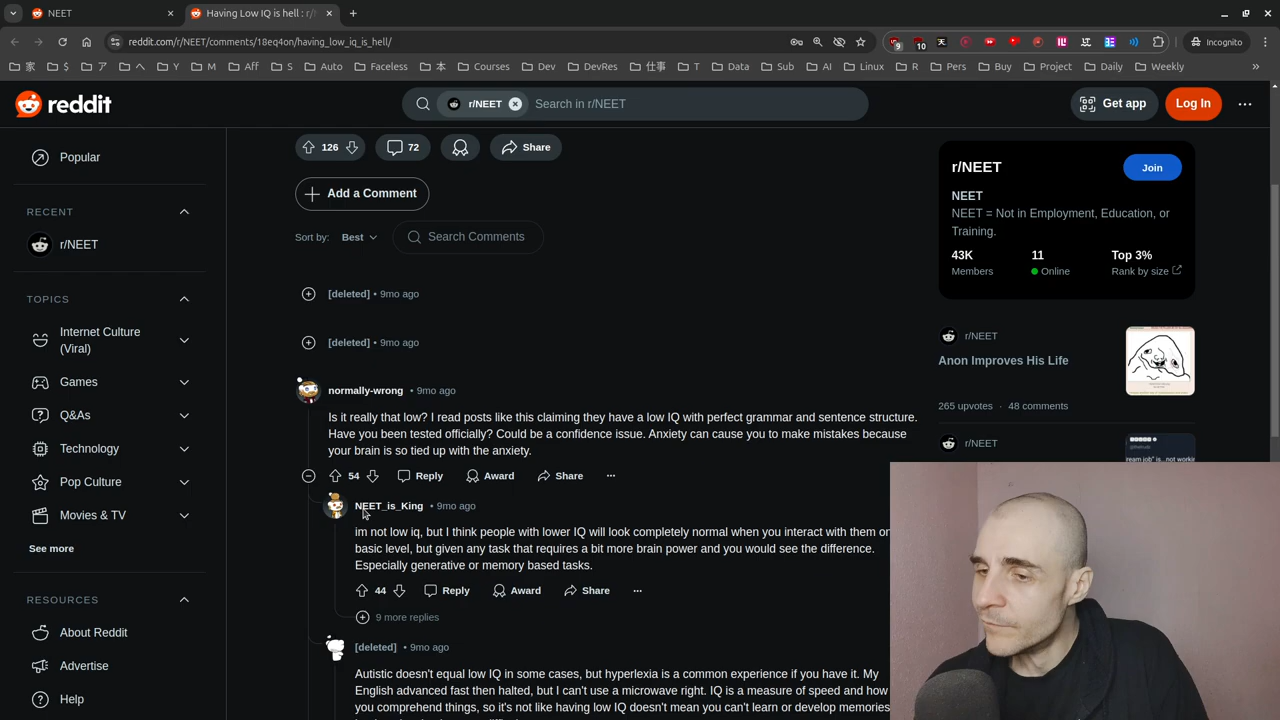 NEET
Having Low IQ is hell : r/N
reddit.com/r/NEET/comments/18eq4on/having_low_iq_is_hell/
9
10
Incognito
家
$
ア
へ
Y
M
Aff
S
Auto
Faceless
本
Courses
Dev
DevRes
仕事
T
Data
Sub
AI
Linux
R
Pers
Buy
Project
Daily
Weekly
reddit
r/NEET
Search in r/NEET
Get app
Log In
Popular
RECENT
r/NEET
TOPICS
Internet Culture
(Viral)
Games
Q&As
Technology
Pop Culture
Movies & TV
See more
RESOURCES
About Reddit
Advertise
Help
126
72
Share
Add a Comment
Sort by: Best
Search Comments
[deleted] • 9mo ago
[deleted] • 9mo ago
normally-wrong • 9mo ago
Is it really that low? I read posts like this claiming they have a low IQ with perfect grammar and sentence structure.
Have you been tested officially? Could be a confidence issue. Anxiety can cause you to make mistakes because
your brain is so tied up with the anxiety.
54 Reply Award Share
NEET_is_King • 9mo ago
im not low iq, but I think people with lower IQ will look completely normal when you interact with them on
basic level, but given any task that requires a bit more brain power and you would see the difference.
Especially generative or memory based tasks.
44 Reply Award Share
9 more replies
[deleted] • 9mo ago
Autistic doesn't equal low IQ in some cases, but hyperlexia is a common experience if you have it. My
English advanced fast then halted, but I can't use a microwave right. IQ is a measure of speed and how
you comprehend things, so it's not like having low IQ doesn't mean you can't learn or develop memories
r/NEET
Join
NEET
NEET = Not in Employment, Education, or
Training.
43K
11
Top 3%
Members
Online
Rank by size
r/NEET
Anon Improves His Life
265 upvotes • 48 comments
r/NEET